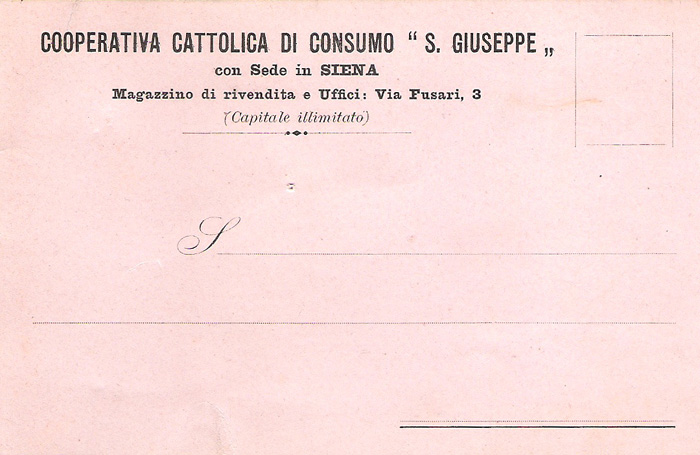 COOPERATIVA CATTOLICA DI CONSUMO “ S. GIUSEPPE „
con Sede in SIENA
Magazzino di rivendita e Uffici: Via Fusari, 3
(Capitale illimitato)
S